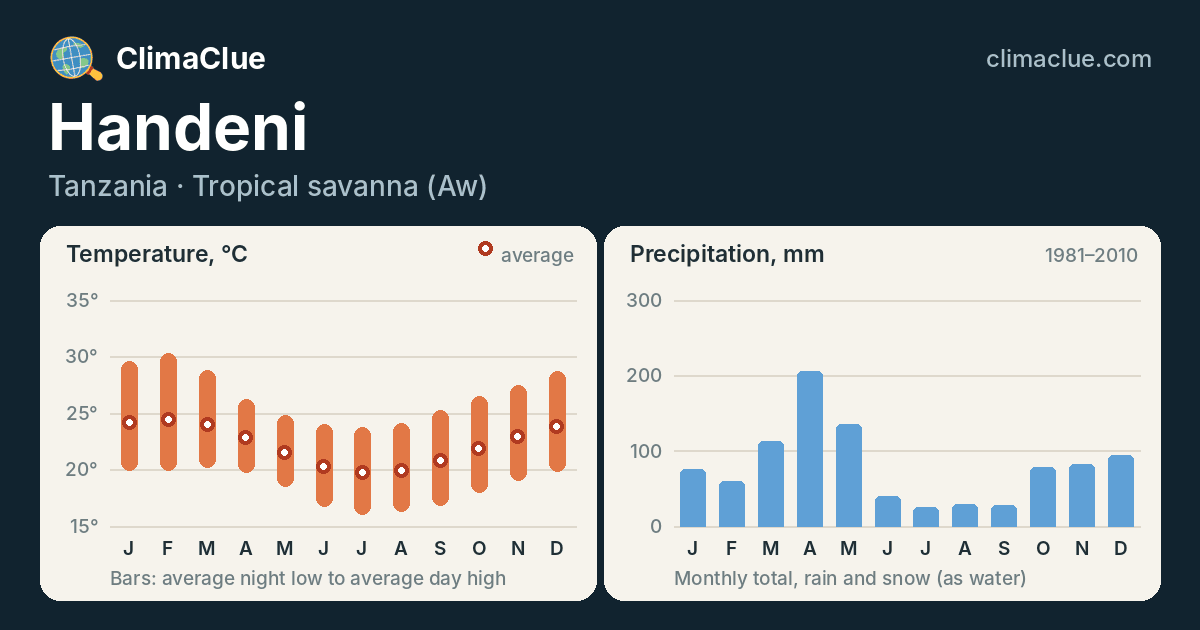 ClimaClue
climaclue.com
Handeni
Tanzania · Tropical savanna (Aw)
Temperature, °C
average
35°
30°
25°
20°
15°
J F M A M J J A S O N D
Bars: average night low to average day high
Precipitation, mm
1981–2010
300
200
100
0
J F M A M J J A S O N D
Monthly total, rain and snow (as water)